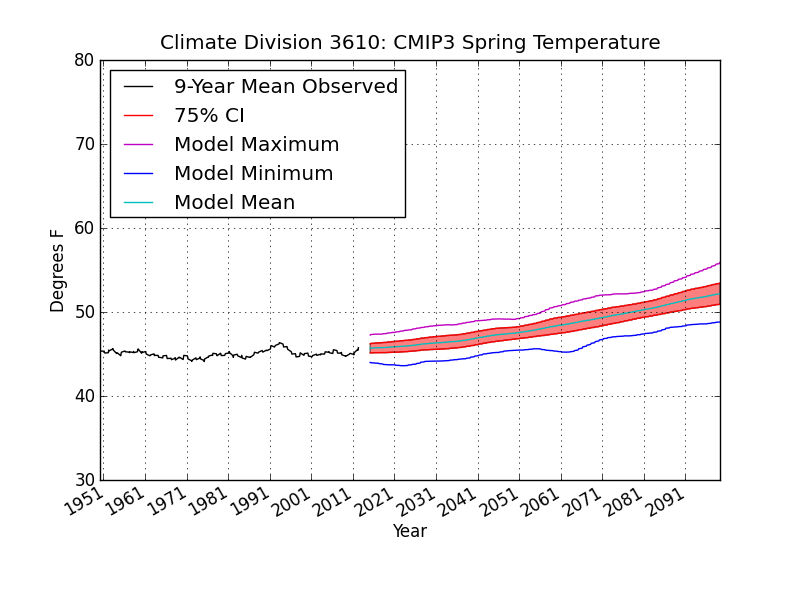 Climate Division 3610: CMIP3 Spring Temperature
80
70
60
50
40
30
Degrees F
9-Year Mean Observed
75% CI
Model Maximum
Model Minimum
Model Mean
1951 1961 1971 1981 1991 2001 2011 2021 2031 2041 2051 2061 2071 2081 2091
Year